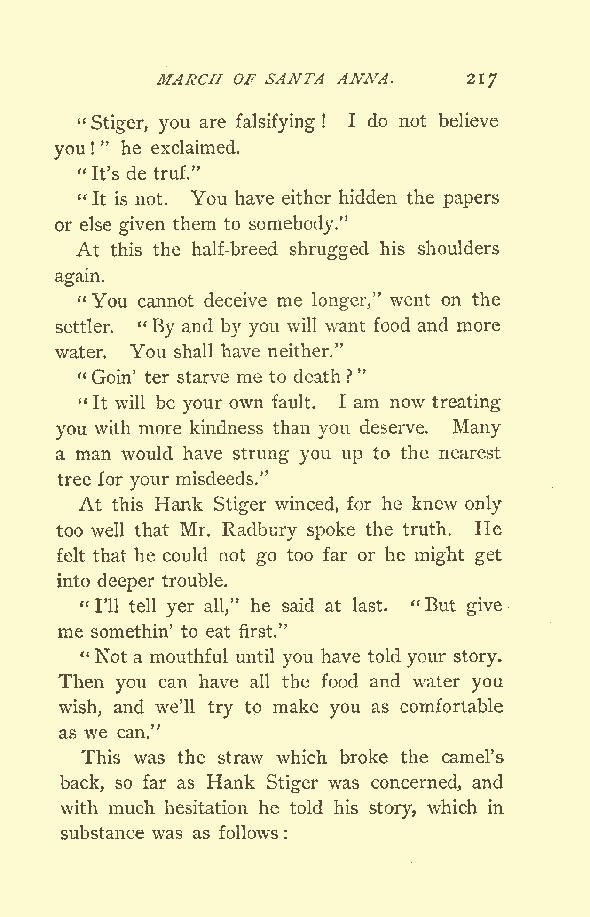 MARCH OF SANTA ANNA. 217
"Stiger, you are falsifying! I do not believe
you!" he exclaimed.
"It's de truf."
"It is not. You have either hidden the papers
or else given them to somebody."
At this the half-breed shrugged his shoulders
again.
"You cannot deceive me longer," went on the
settler. "By and by you will want food and more
water. You shall have neither."
"Goin' ter starve me to death?"
"It will be your own fault. I am now treating
you with more kindness than you deserve. Many
a man would have strung you up to the nearest
tree for your misdeeds."
At this Hank Stiger winced, for he knew only
too well that Mr. Radbury spoke the truth. He
felt that he could not go too far or he might get
into deeper trouble.
"I'll tell yer all," he said at last. "But give
me somethin' to eat first."
"Not a mouthful until you have told your story.
Then you can have all the food and water you
wish, and we'll try to make you as comfortable
as we can."
This was the straw which broke the camel's
back, so far as Hank Stiger was concerned, and
with much hesitation he told his story, which in
substance was as follows: